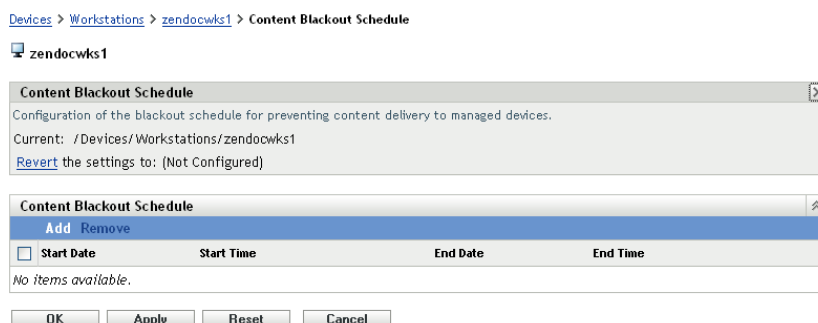 Devices > Workstations > zendocwks1 > Content Blackout Schedule
zendocwks1
Content Blackout Schedule
Configuration of the blackout schedule for preventing content delivery to managed devices.
Current: /Devices/Workstations/zendocwks1
Revert the settings to: (Not Configured)
Content Blackout Schedule
Add Remove
Start Date Start Time End Date End Time
No items available.
OK Apply Reset Cancel